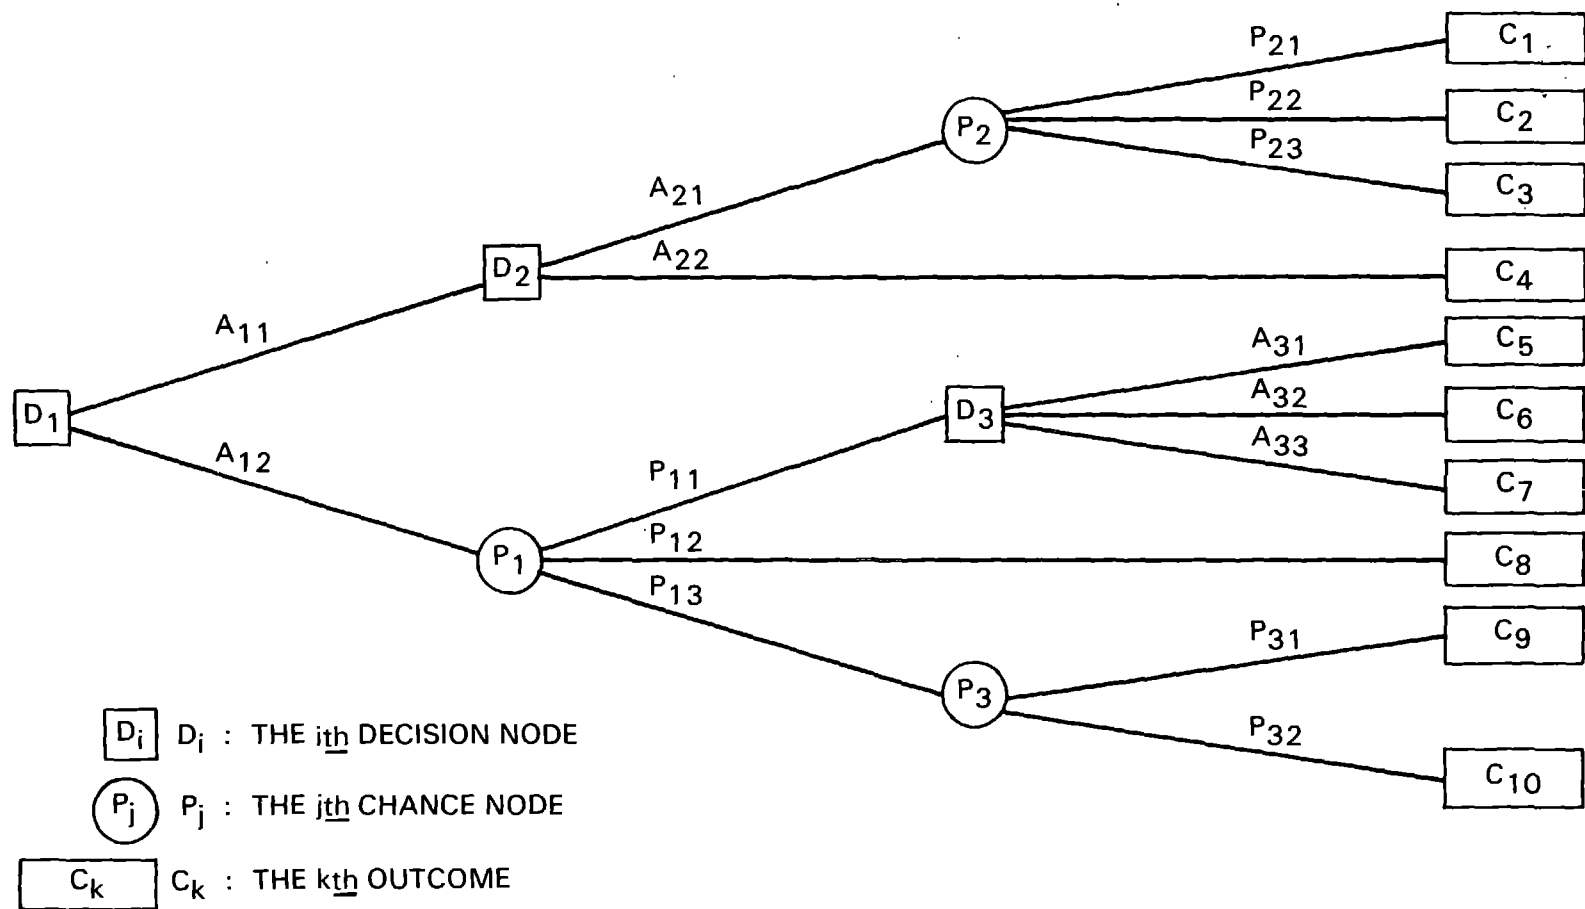 P21
C1
P22
C2
P2
P23
C3
A21
A22
D2
C4
A11
A31
C5
A32
D1
D3
C6
A33
A12
P11
C7
P12
P1
C8
P13
P31
C9
P3
P32
Di Di : THE ith DECISION NODE
C10
Pj Pj : THE jth CHANCE NODE
Ck Ck : THE kth OUTCOME